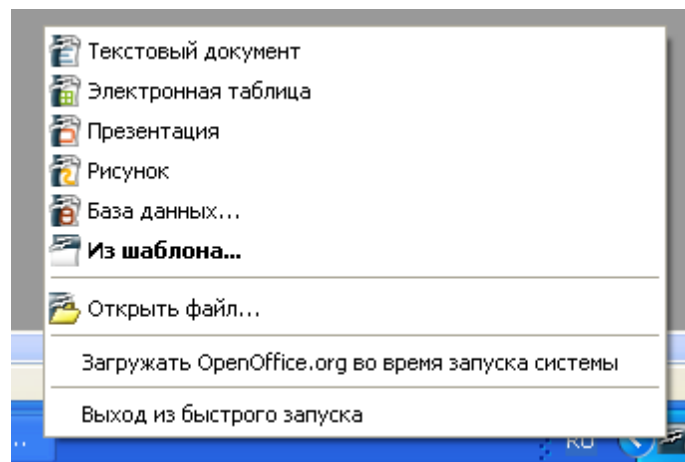 Текстовый документ
Электронная таблица
Презентация
Рисунок
База данных...
Из шаблона...
Открыть файл...
Загружать OpenOffice.org во время запуска системы
Выход из быстрого запуска
.. RU